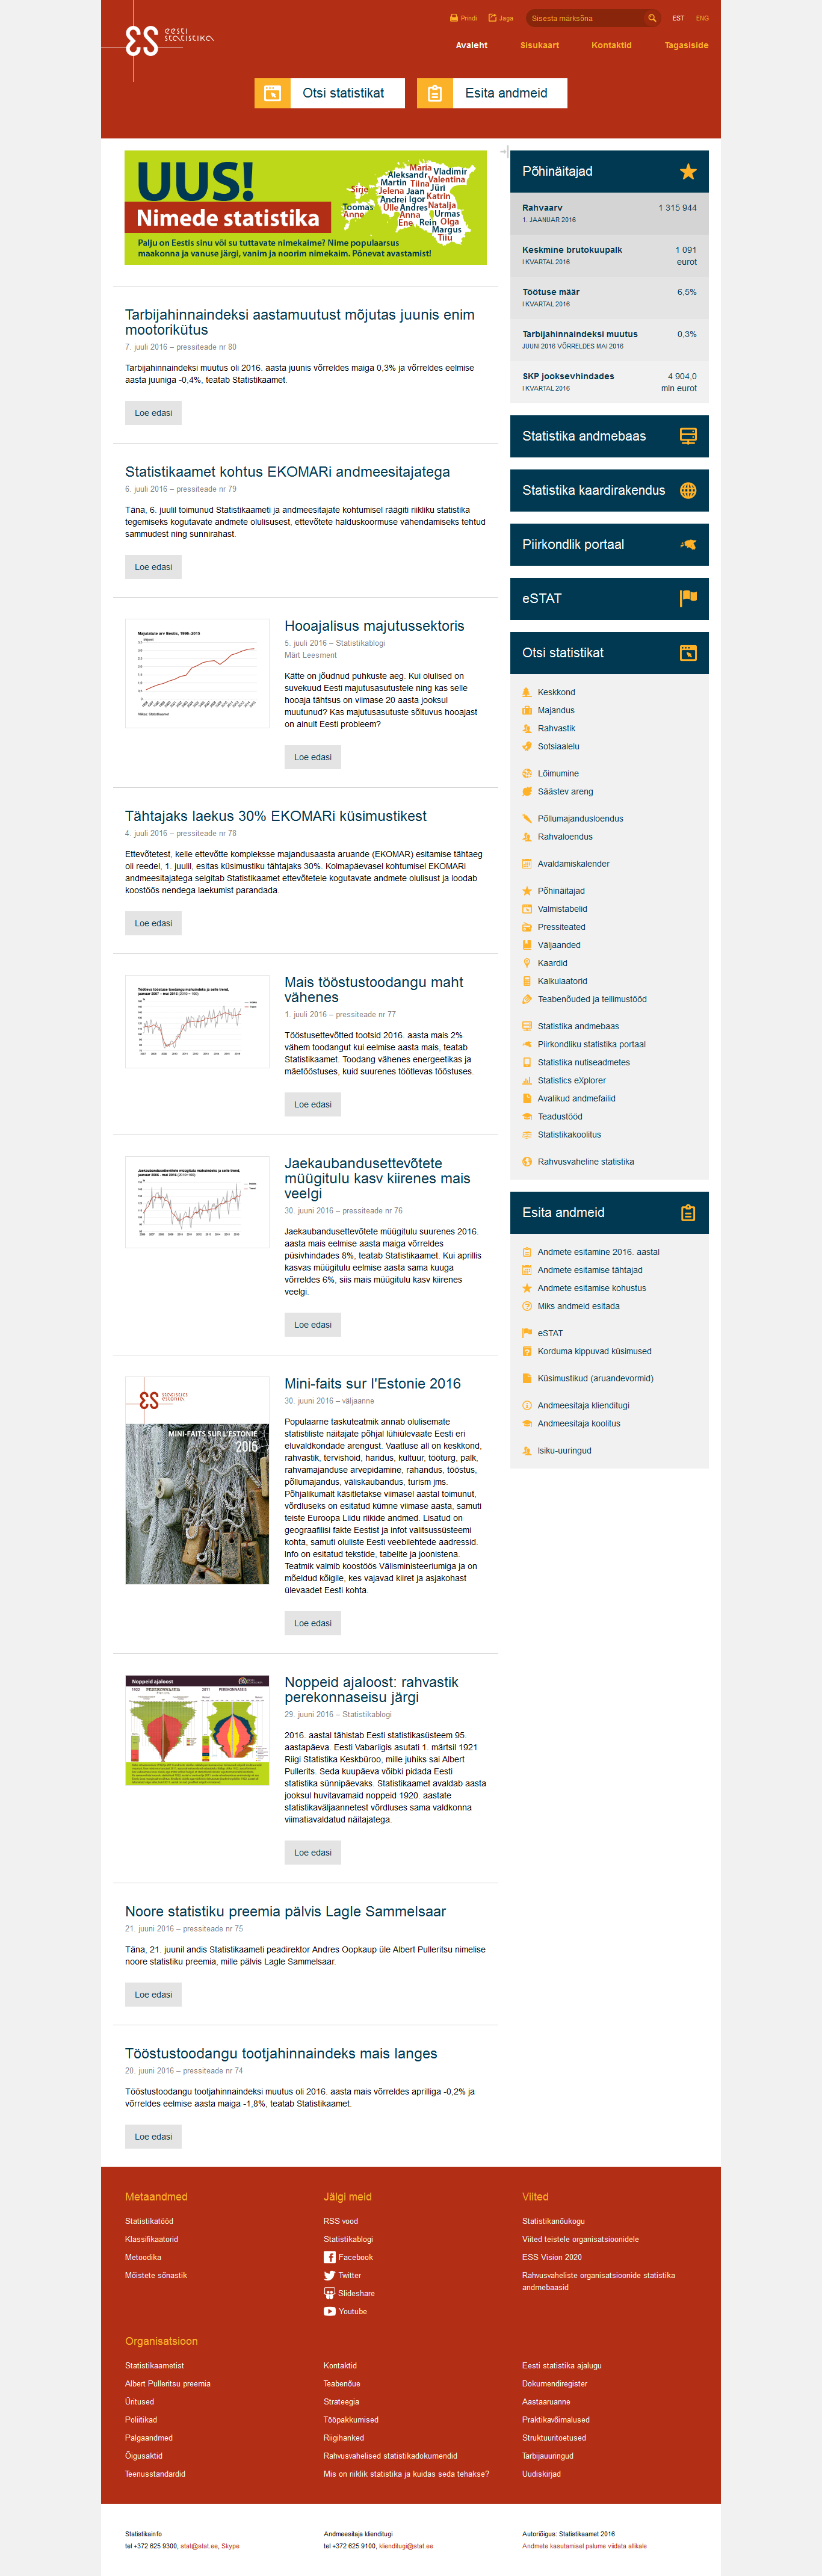 eesti
statistika
Prindi
Jaga
Sisesta märksõna
EST
ENG
Avaleht
Sisukaart
Kontaktid
Tagasiside
Otsi statistikat
Esita andmeid
UUS!
Nimede statistika
Palju on Eestis sinu või su tuttavate nimekaime? Nime populaarsus
maakonna ja vanuse järgi, vanim ja noorim nimekaim. Põnevat avastamist!
Maria
Aleksandr
Vladimir
Martin
Tiina
Valentina
Sirje
Jelena
Jaan
Jüri
Andrei
Igor
Katrin
Toomas
Ülle
Andres
Natalja
Anne
Anna
Urmas
Ene
Rein
Olga
Margus
Tiiu
Tarbijahinnaindeksi aastamuutust mõjutas juunis enim
mootorikütus
7. juuli 2016 – pressiteade nr 80
Tarbijahinnaindeksi muutus oli 2016. aasta juunis võrreldes maiga 0,3% ja võrreldes eelmise
aasta juuniga -0,4%, teatab Statistikaamet.
Loe edasi
Statistikaamet kohtus EKOMARi andmeesitajatega
6. juuli 2016 – pressiteade nr 79
Täna, 6. juulil toimunud Statistikaameti ja andmeesitajate kohtumisel räägiti riikliku statistika
tegemiseks kogutavate andmete olulisusest, ettevõtete halduskoormuse vähendamiseks tehtud
sammudest ning sunnirahast.
Loe edasi
Majutatute arv Eestis, 1996–2015
Hooajalisus majutussektoris
5. juuli 2016 – Statistikablogi
Märt Leesment
Kätte on jõudnud puhkuste aeg. Kui olulised on
suvekuud Eesti majutusasutustele ning kas selle
hooaja tähtsus on viimase 20 aasta jooksul
muutunud? Kas majutusasutuste sõltuvus hooajast
on ainult Eesti probleem?
Loe edasi
Tähtajaks laekus 30% EKOMARi küsimustikest
4. juuli 2016 – pressiteade nr 78
Ettevõtetest, kelle ettevõtte kompleksse majandusaasta aruande (EKOMAR) esitamise tähtaeg
oli reedel, 1. juulil, esitas küsimustiku tähtajaks 30%. Kolmapäevasel kohtumisel EKOMARi
andmeesitajatega selgitab Statistikaamet ettevõtetele kogutavate andmete olulisust ja loodab
koostöös nendega laekumist parandada.
Loe edasi
Mais tööstustoodangu maht
vähenes
1. juuli 2016 – pressiteade nr 77
Tööstusettevõtted tootsid 2016. aasta mais 2%
vähem toodangut kui eelmise aasta mais, teatab
Statistikaamet. Toodang vähenes energeetikas ja
mäetööstuses, kuid suurenes töötlevas tööstuses.
Loe edasi
Jaekaubandusettevõtete
müügitulu kasv kiirenes mais
veelgi
30. juuni 2016 – pressiteade nr 76
Jaekaubandusettevõtete müügitulu suurenes 2016.
aasta mais eelmise aasta maiga võrreldes
püsivhindades 8%, teatab Statistikaamet. Kui aprillis
kasvas müügitulu eelmise aasta sama kuuga
võrreldes 6%, siis mais müügitulu kasv kiirenes
veelgi.
Loe edasi
statistics
estonia
MINI-FAITS SUR L'ESTONIE
2016
Mini-faits sur l'Estonie 2016
30. juuni 2016 – väljaanne
Populaarne taskuteatmik annab olulisemate
statistiliste näitajate põhjal lühiülevaate Eesti eri
eluvaldkondade arengust. Vaatluse all on keskkond,
rahvastik, tervishoid, haridus, kultuur, tööturg, palk,
rahvamajanduse arvepidamine, rahandus, tööstus,
põllumajandus, väliskaubandus, turism jms.
Põhjalikumalt käsitletakse viimasel aastal toimunut,
võrdluseks on esitatud kümne viimase aasta, samuti
teiste Euroopa Liidu riikide andmed. Lisatud on
geograafilisi fakte Eestist ja infot valitsussüsteemi
kohta, samuti oluliste Eesti veebilehtede aadressid.
Info on esitatud tekstide, tabelite ja joonistena.
Teatmik valmib koostöös Välisministeeriumiga ja on
mõeldud kõigile, kes vajavad kiiret ja asjakohast
ülevaadet Eesti kohta.
Loe edasi
Noppeid ajaloost
1922 PEREKONNASEIS
2011 PEREKONNASEIS
Noppeid ajaloost: rahvastik
perekonnaseisu järgi
29. juuni 2016 – Statistikablogi
2016. aastal tähistab Eesti statistikasüsteem 95.
aastapäeva. Eesti Vabariigis asutati 1. märtsil 1921
Riigi Statistika Keskbüroo, mille juhiks sai Albert
Pullerits. Seda kuupäeva võibki pidada Eesti
statistika sünnipäevaks. Statistikaamet avaldab aasta
jooksul huvitavamaid noppeid 1920. aastate
statistikaväljaannetest võrdluses sama valdkonna
viimatiavaldatud näitajatega.
Loe edasi
Noore statistiku preemia pälvis Lagle Sammelsaar
21. juuni 2016 – pressiteade nr 75
Täna, 21. juunil andis Statistikaameti peadirektor Andres Oopkaup üle Albert Pulleritsu nimelise
noore statistiku preemia, mille pälvis Lagle Sammelsaar.
Loe edasi
Tööstustoodangu tootjahinnaindeks mais langes
20. juuni 2016 – pressiteade nr 74
Tööstustoodangu tootjahinnaindeksi muutus oli 2016. aasta mais võrreldes aprilliga -0,2% ja
võrreldes eelmise aasta maiga -1,8%, teatab Statistikaamet.
Loe edasi
Põhinäitajad
Rahvaarv 1 315 944
1. JAANUAR 2016
Keskmine brutokuupalk 1 091
I KVARTAL 2016 eurot
Töötuse määr 6,5%
I KVARTAL 2016
Tarbijahinnaindeksi muutus 0,3%
JUUNI 2016 VÕRRELDES MAI 2016
SKP jooksevhindades 4 904,0
I KVARTAL 2016 mln eurot
Statistika andmebaas
Statistika kaardirakendus
Piirkondlik portaal
eSTAT
Otsi statistikat
Keskkond
Majandus
Rahvastik
Sotsiaalelu
Lõimumine
Säästev areng
Põllumajandusloendus
Rahvaloendus
Avaldamiskalender
Põhinäitajad
Valmistabelid
Pressiteated
Väljaanded
Kaardid
Kalkulaatorid
Teabenõuded ja tellimustööd
Statistika andmebaas
Piirkondliku statistika portaal
Statistika nutiseadmetes
Statistics eXplorer
Avalikud andmefailid
Teadustööd
Statistikakoolitus
Rahvusvaheline statistika
Esita andmeid
Andmete esitamine 2016. aastal
Andmete esitamise tähtajad
Andmete esitamise kohustus
Miks andmeid esitada
eSTAT
Korduma kippuvad küsimused
Küsimustikud (aruandevormid)
Andmeesitaja klienditugi
Andmeesitaja koolitus
Isiku-uuringud
Metaandmed
Statistikatööd
Klassifikaatorid
Metoodika
Mõistete sõnastik
Jälgi meid
RSS vood
Statistikablogi
Facebook
Twitter
Slideshare
Youtube
Viited
Statistikanõukogu
Viited teistele organisatsioonidele
ESS Vision 2020
Rahvusvaheliste organisatsioonide statistika
andmebaasid
Organisatsioon
Statistikaametist
Albert Pulleritsu preemia
Üritused
Poliitikad
Palgaandmed
Õigusaktid
Teenusstandardid
Kontaktid
Teabenõue
Strateegia
Tööpakkumised
Riigihanked
Rahvusvahelised statistikadokumendid
Mis on riiklik statistika ja kuidas seda tehakse?
Eesti statistika ajalugu
Dokumendiregister
Aastaaruanne
Praktikavõimalused
Struktuuritoetused
Tarbijauuringud
Uudiskirjad
Statistikainfo
tel +372 625 9300, stat@stat.ee, Skype
Andmeesitaja klienditugi
tel +372 625 9100, klienditugi@stat.ee
Autoriõigus: Statistikaamet 2016
Andmete kasutamisel palume viidata allikale